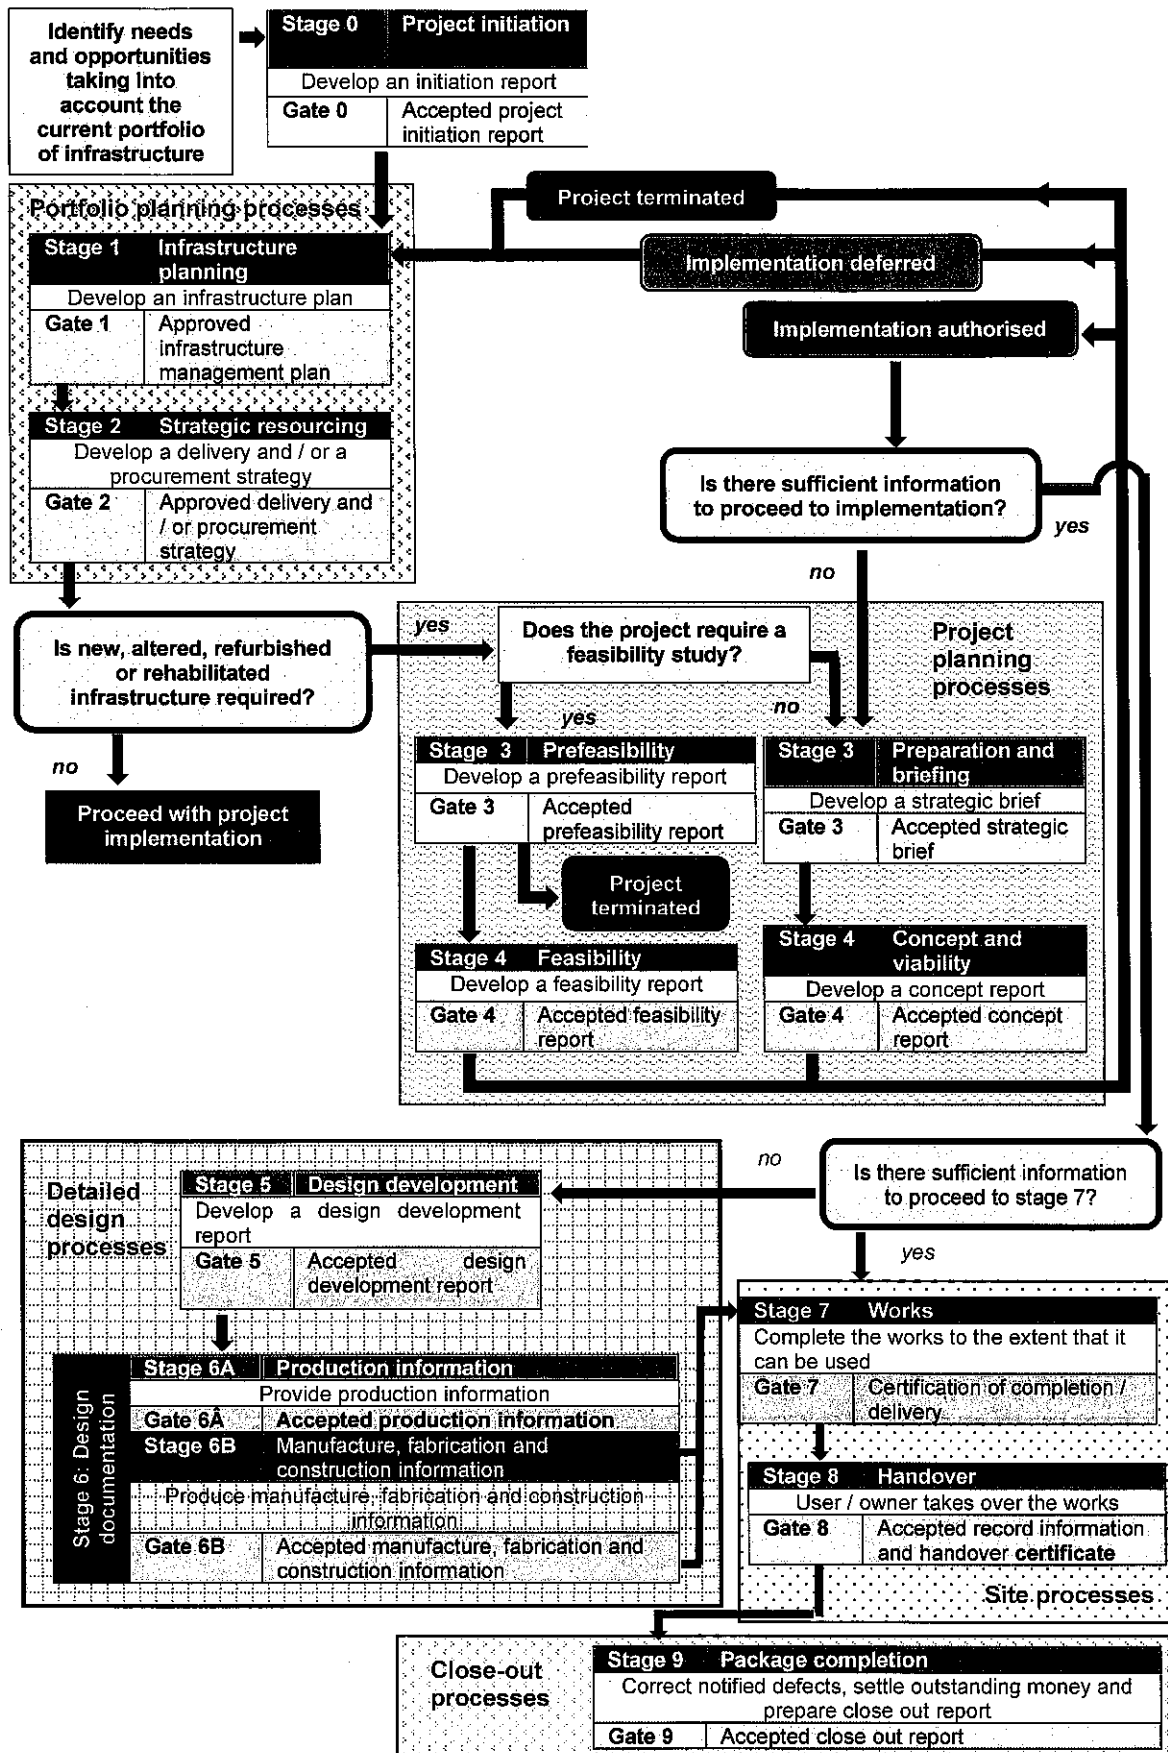 Identify needs
and opportunities
taking into
account the
current portfolio
of infrastructure
Stage 0 Project initiation
Develop an initiation report
Gate 0 Accepted project
initiation report
Project terminated
Implementation deferred
Implementation authorised
Portfolio planning processes
Stage 1 Infrastructure
planning
Develop an infrastructure plan
Gate 1 Approved
infrastructure
management plan
Stage 2 Strategic resourcing
Develop a delivery and / or a
procurement strategy
Gate 2 Approved delivery and
/ or procurement
strategy
Is there sufficient information
to proceed to implementation?
yes
no
Is new, altered, refurbished
or rehabilitated
infrastructure required?
yes
no
Proceed with project
implementation
Does the project require a
feasibility study?
Project
planning
processes
yes
no
Stage 3 Prefeasibility
Develop a prefeasibility report
Gate 3 Accepted
prefeasibility report
Project
terminated
Stage 4 Feasibility
Develop a feasibility report
Gate 4 Accepted feasibility
report
Stage 3 Preparation and
briefing
Develop a strategic brief
Gate 3 Accepted strategic
brief
Stage 4 Concept and
viability
Develop a concept report
Gate 4 Accepted concept
report
Is there sufficient information
to proceed to stage 7?
no
yes
Detailed
design
processes
Stage 5 Design development
Develop a design development
report
Gate 5 Accepted design
development report
Stage 6: Design
documentation
Stage 6A Production information
Provide production information
Gate 6A Accepted production information
Stage 6B Manufacture, fabrication and
construction information
Produce manufacture, fabrication and construction
information
Gate 6B Accepted manufacture, fabrication and
construction information
Stage 7 Works
Complete the works to the extent that it
can be used
Gate 7 Certification of completion /
delivery
Stage 8 Handover
User / owner takes over the works
Gate 8 Accepted record information
and handover certificate
Site processes
Close-out
processes
Stage 9 Package completion
Correct notified defects, settle outstanding money and
prepare close out report
Gate 9 Accepted close out report